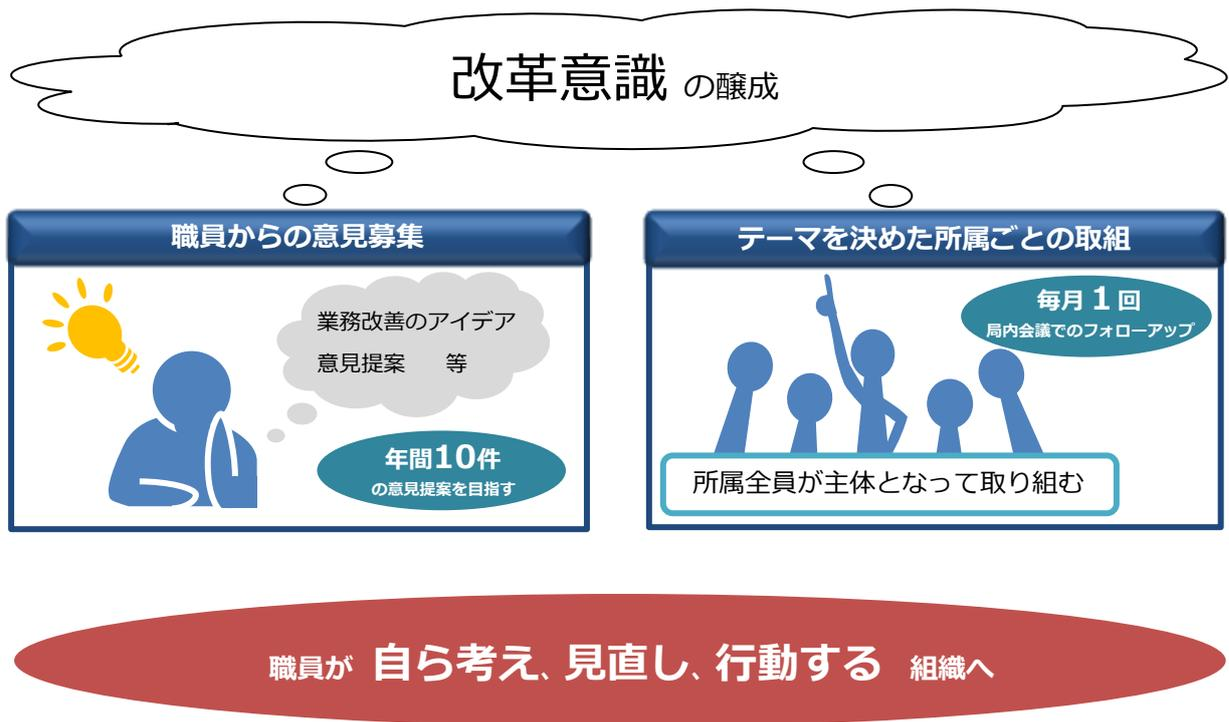 改革意識 の醸成
職員からの意見募集
業務改善のアイデア
意見提案　　等
年間10件
の意見提案を目指す
テーマを決めた所属ごとの取組
毎月 1 回
局内会議でのフォローアップ
所属全員が主体となって取り組む
職員が 自ら考え、見直し、行動する 組織へ